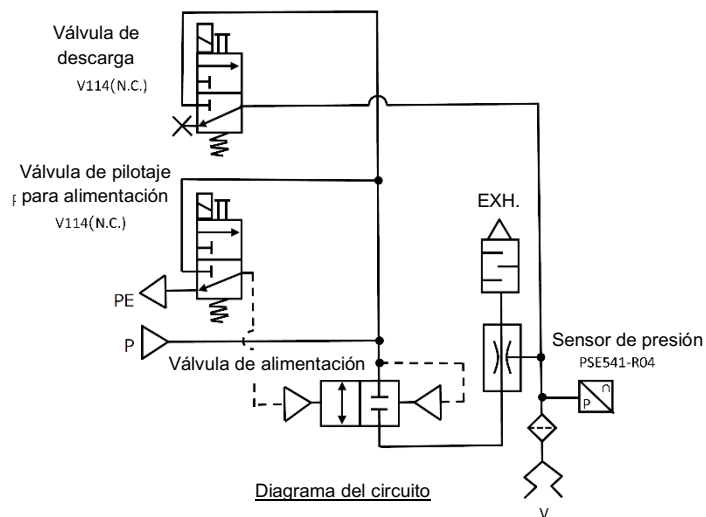 Válvula de
descarga
V114(N.C.)
Válvula de pilotaje
para alimentación
V114(N.C.)
EXH.
PE
P
Válvula de alimentación
Sensor de presión
PSE541-R04
P
V
Diagrama del circuito